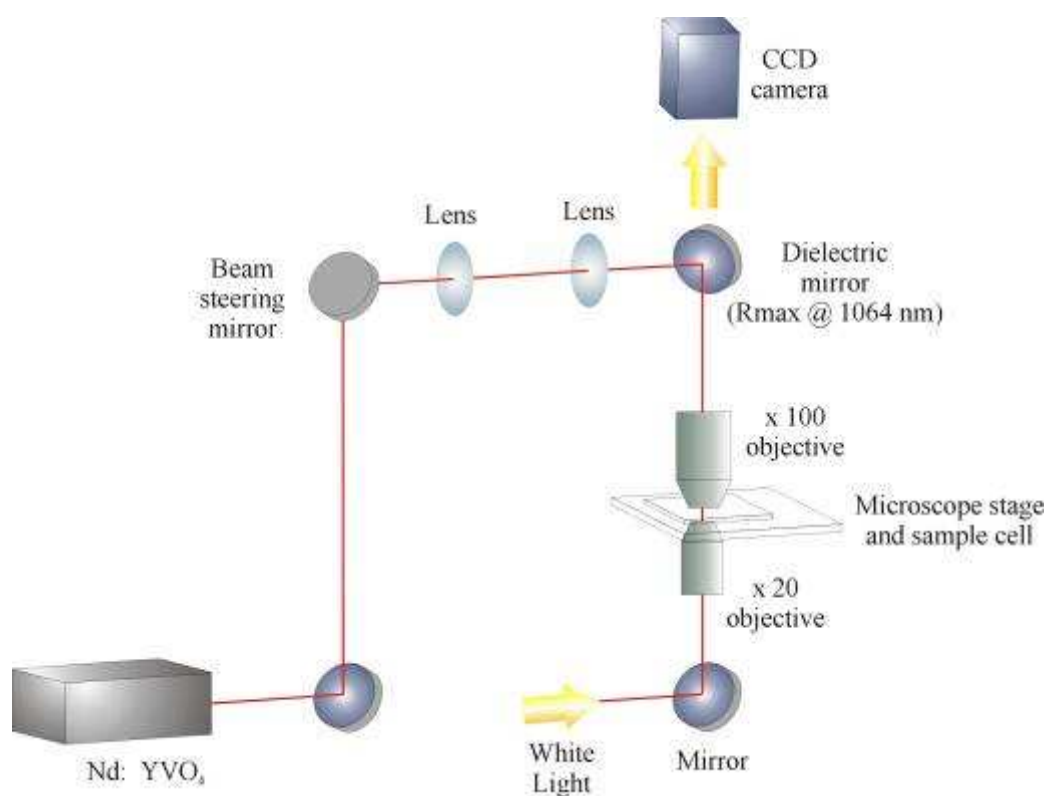 CCD
camera
Lens
Lens
Beam
steering
mirror
Dielectric
mirror
(Rmax @ 1064 nm)
x 100
objective
Microscope stage
and sample cell
x 20
objective
Nd: YVO₄
White
Light
Mirror